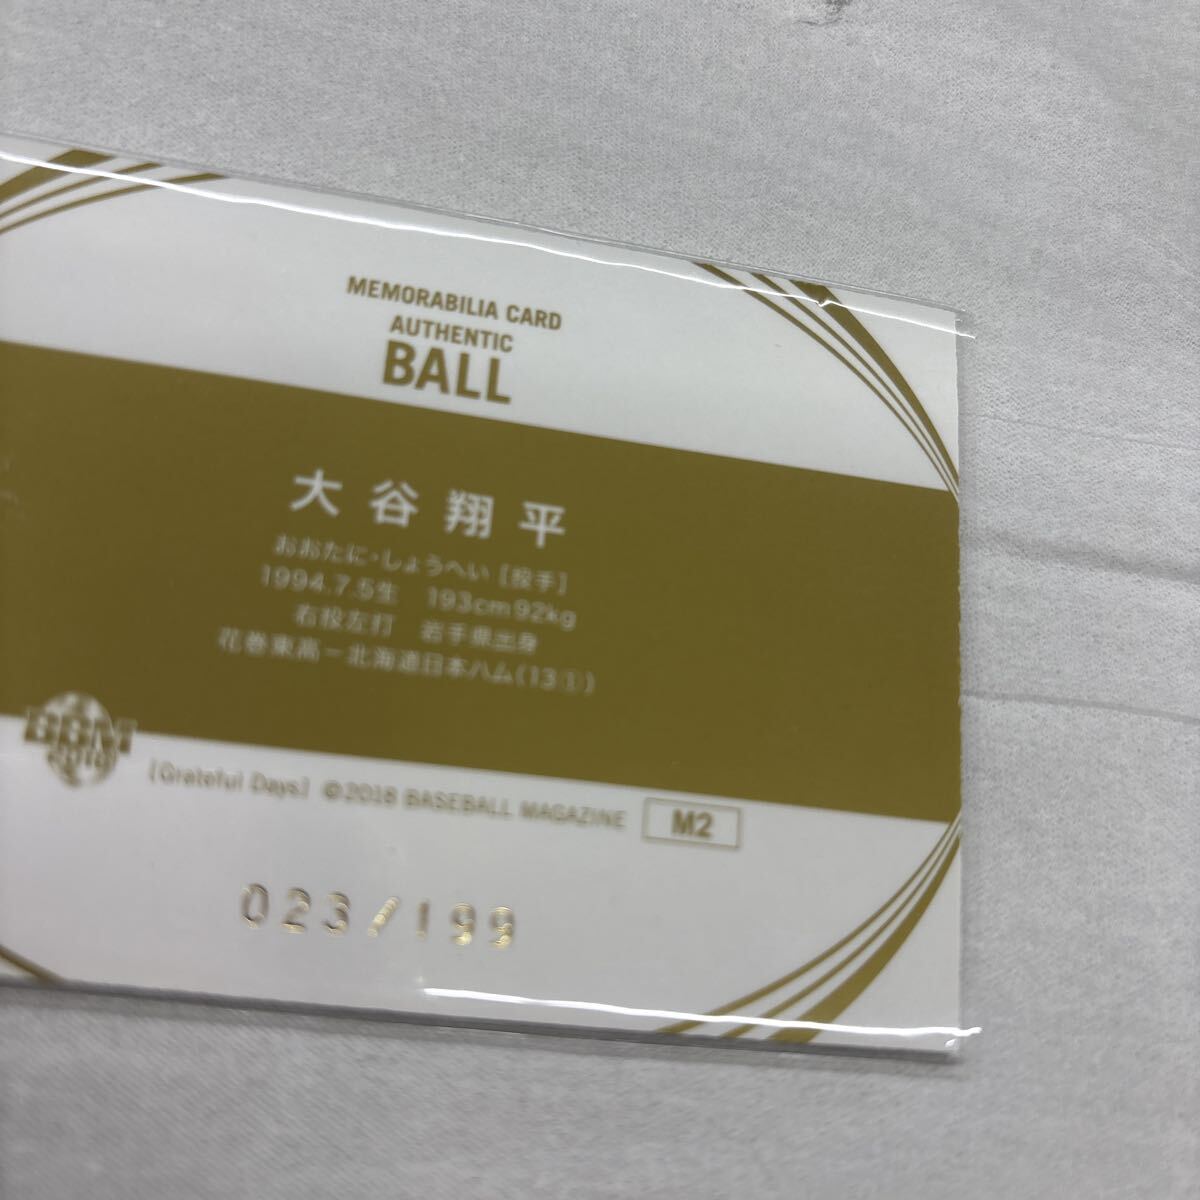 MEMORABILIA CARD
AUTHENTIC
BALL
大谷翔平
おおたに・しょうへい［投手］
1994.7.5生　193cm92kg
右投左打　岩手県出身
花巻東高－北海道日本ハム(13①)
BBM
[Grateful Days] ©2018 BASEBALL MAGAZINE M2
023/199